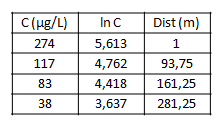 C (µg/L) ln C Dist (m)
274 5,613 1
117 4,762 93,75
83 4,418 161,25
38 3,637 281,25